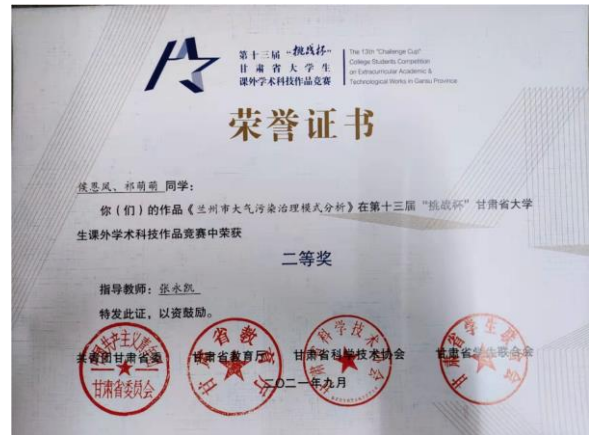 第十三届“挑战杯”
甘肃省大学生
课外学术科技作品竞赛
The 13th "Challenge Cup"
College Students Competition
on Extracurricular Academic &
Technological Works in Gansu Province
荣誉证书
侯恩凤、祁萌萌 同学：
你（们）的作品《兰州市大气污染治理模式分析》在第十三届“挑战杯”甘肃省大学
生课外学术科技作品竞赛中荣获
二等奖
指导教师：张永凯
特发此证，以资鼓励。
共青团甘肃省委 甘肃省教育厅 甘肃省科学技术协会 甘肃省学生联合会
甘肃省委员会
二〇二一年九月